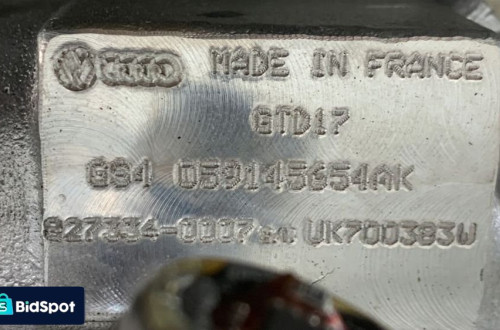 MADE IN FRANCE
GTD17
GS4 059145654AK
827334-0007 UK700383W
BidSpot